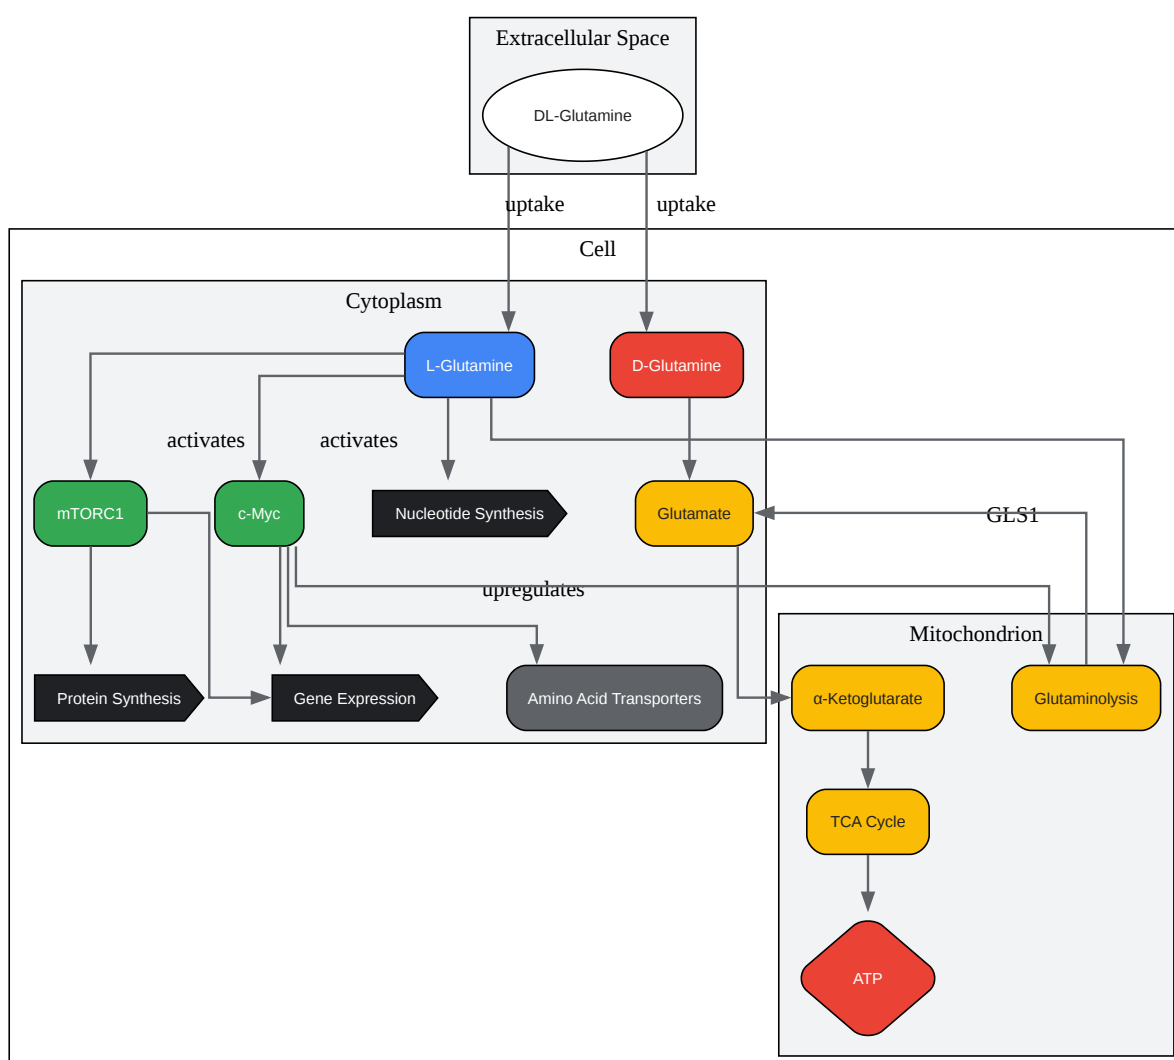 Extracellular Space
DL-Glutamine
uptake
uptake
Cell
Cytoplasm
L-Glutamine
D-Glutamine
activates
activates
mTORC1
c-Myc
Nucleotide Synthesis
Glutamate
GLS1
upregulates
Mitochondrion
Protein Synthesis
Gene Expression
Amino Acid Transporters
α-Ketoglutarate
Glutaminolysis
TCA Cycle
ATP